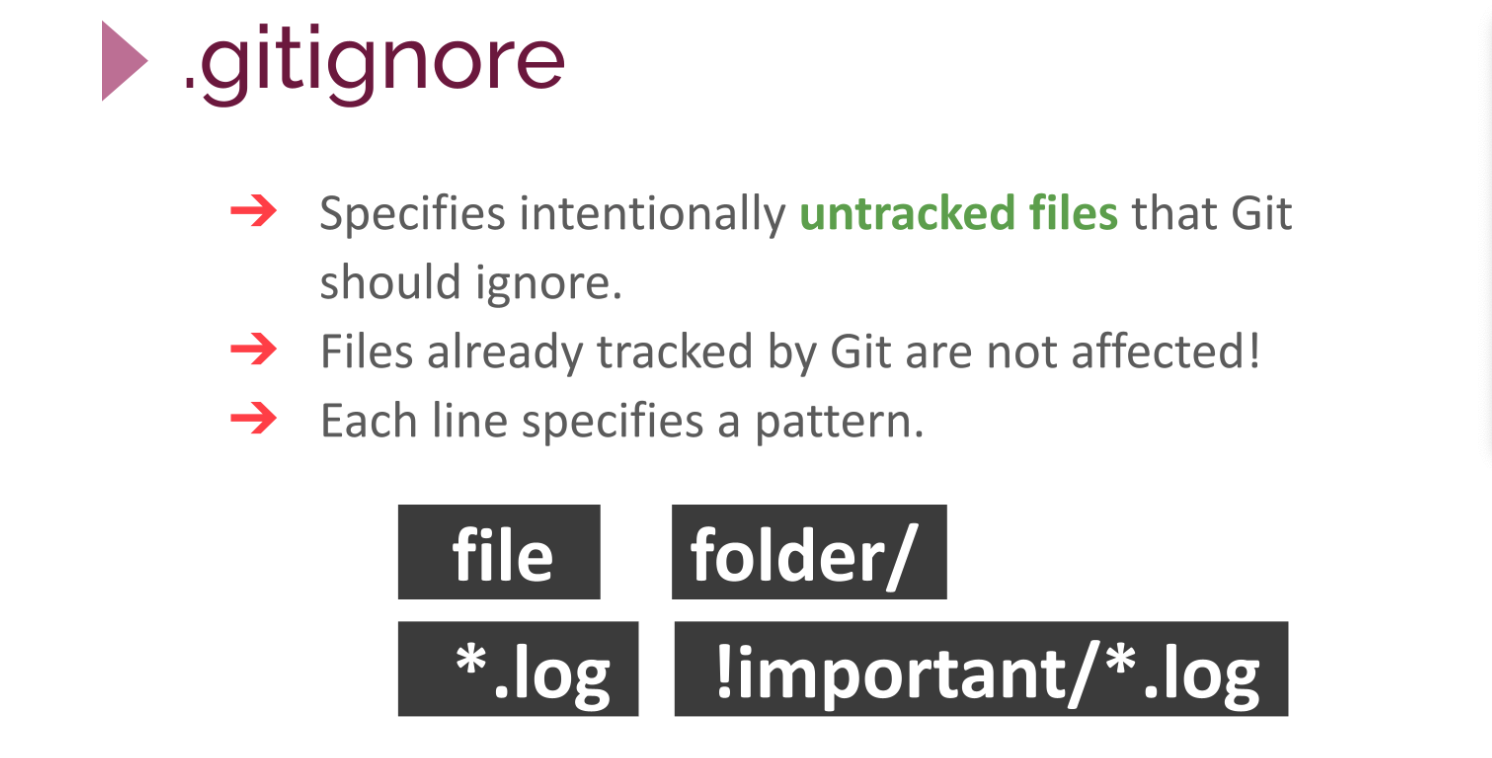 .gitignore
➔ Specifies intentionally untracked files that Git
should ignore.
➔ Files already tracked by Git are not affected!
➔ Each line specifies a pattern.
file folder/
*.log !important/*.log